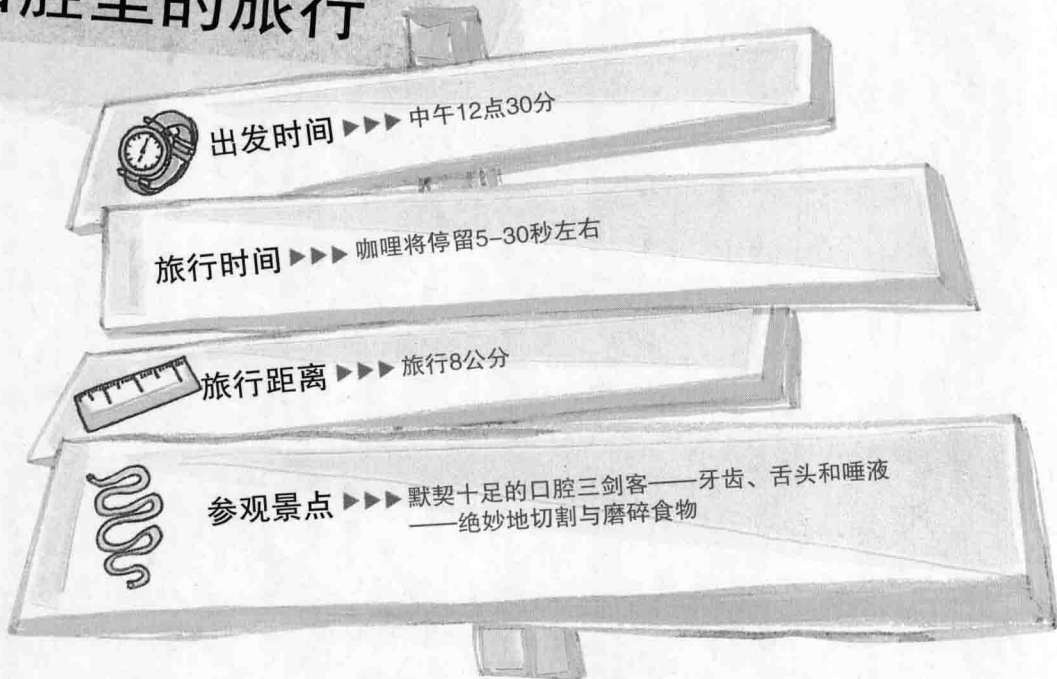 腔里的旅行
出发时间▶▶▶中午12点30分
旅行时间▶▶▶咖哩将停留5–30秒左右
旅行距离▶▶▶旅行8公分
参观景点▶▶▶默契十足的口腔三剑客——牙齿、舌头和唾液
——绝妙地切割与磨碎食物